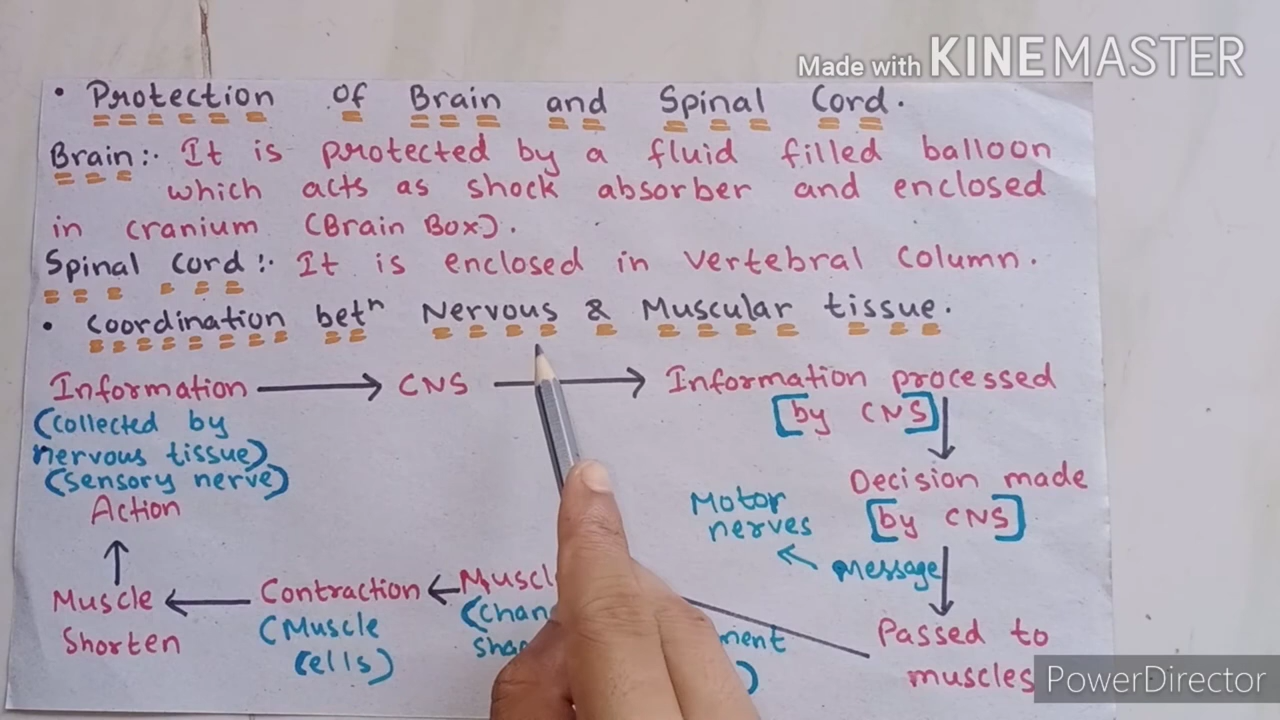 Made with KINEMASTER
• Protection of Brain and Spinal Cord.
Brain:- It is protected by a fluid filled balloon
which acts as shock absorber and enclosed
in cranium (Brain Box).
Spinal Cord:- It is enclosed in vertebral column.
• Coordination betn Nervous & Muscular tissue.
Information → CNS → Information processed
(collected by
nervous tissue)
(sensory nerve)
[by CNS]
Decision made
[by CNS]
Motor
nerves
Message
Passed to
muscles
(
Contraction
(Muscle
cells)
Muscle
Shorten
Action
PowerDirector